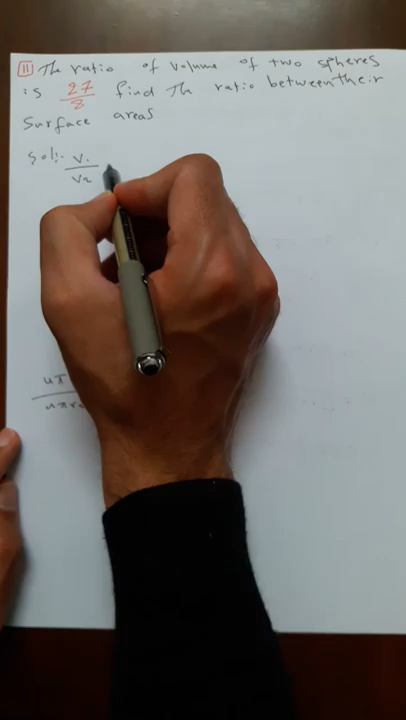 11 The ratio of volume of two spheres
is 27/8 find The ratio between their
Surface areas
Sol:. V₁/V₂